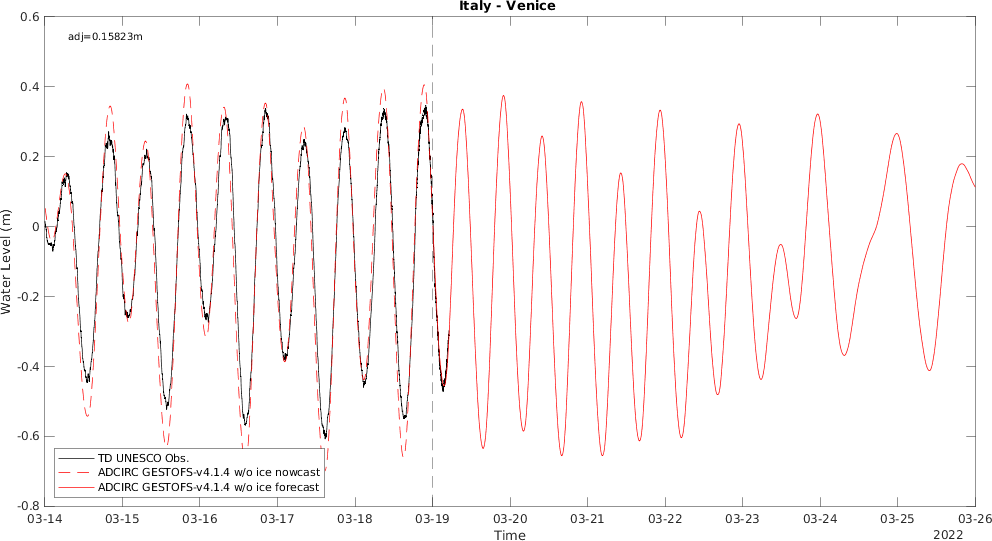 Italy - Venice
adj=0.15823m
Water Level (m)
0.6
0.4
0.2
0
-0.2
-0.4
-0.6
-0.8
TD UNESCO Obs.
ADCIRC GESTOFS-v4.1.4 w/o ice nowcast
ADCIRC GESTOFS-v4.1.4 w/o ice forecast
03-14 03-15 03-16 03-17 03-18 03-19 03-20 03-21 03-22 03-23 03-24 03-25 03-26
Time
2022